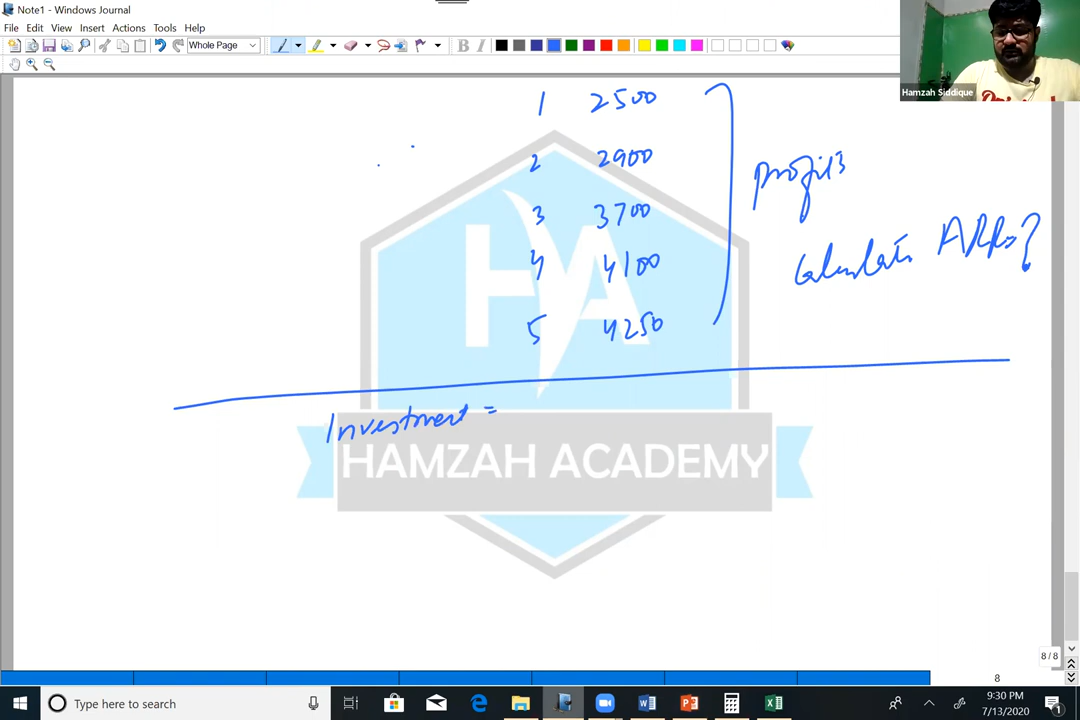 Note1 - Windows Journal
File Edit View Insert Actions Tools Help
Whole Page
B I
Hamzah Siddique
1 2500
2 2900
3 3700
4 4100
5 4250
profits
Calculate ARR=?
Investment =
HA
HAMZAH ACADEMY
8 / 8
8
Type here to search
9:30 PM
7/13/2020
1